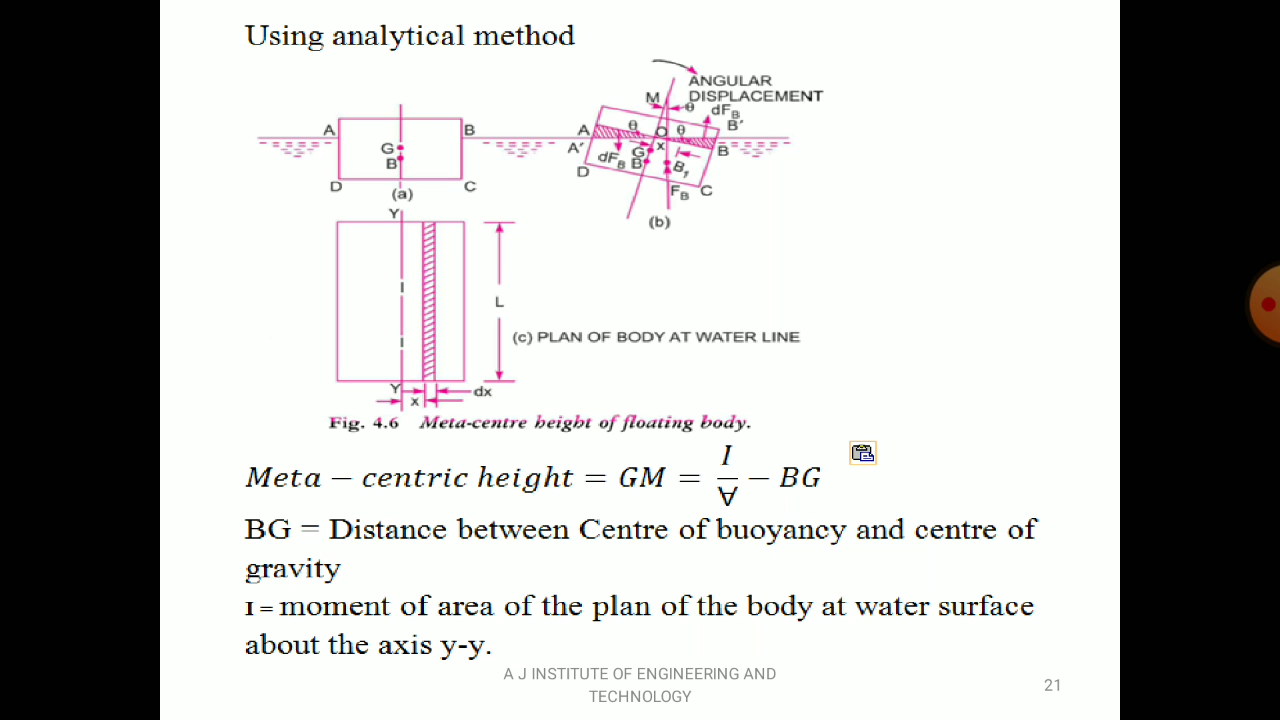 Using analytical method
ANGULAR
DISPLACEMENT
M
θ
dF_B
A
B
A
θ
O
θ
B'
G
A'
G
x
B
B
dF_B
B
B₁
D
C
D
F_B
C
(a)
(b)
Y
L
(c) PLAN OF BODY AT WATER LINE
Y
dx
x
Fig. 4.6 Meta-centre height of floating body.
Meta − centric height = GM = I/∀ − BG
BG = Distance between Centre of buoyancy and centre of
gravity
I = moment of area of the plan of the body at water surface
about the axis y-y.
A J INSTITUTE OF ENGINEERING AND
TECHNOLOGY
21